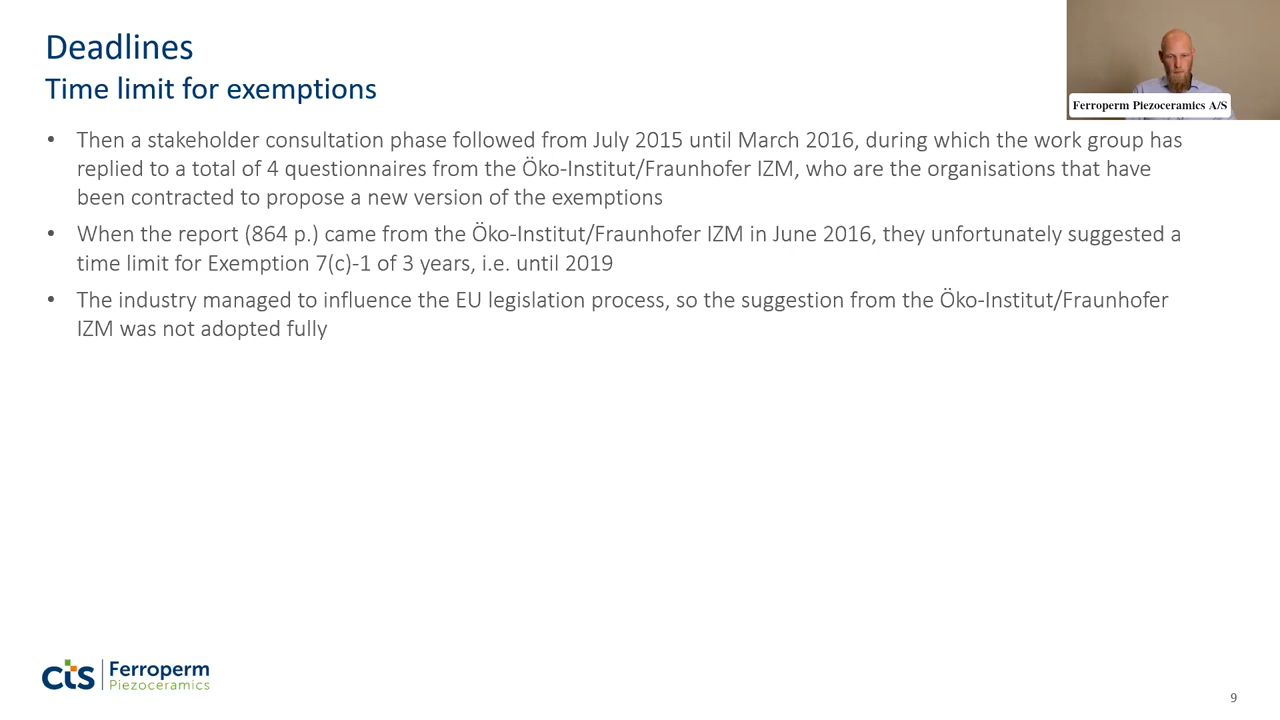 Deadlines
Time limit for exemptions
Ferroperm Piezoceramics A/S
• Then a stakeholder consultation phase followed from July 2015 until March 2016, during which the work group has
replied to a total of 4 questionnaires from the Öko-Institut/Fraunhofer IZM, who are the organisations that have
been contracted to propose a new version of the exemptions
• When the report (864 p.) came from the Öko-Institut/Fraunhofer IZM in June 2016, they unfortunately suggested a
time limit for Exemption 7(c)-1 of 3 years, i.e. until 2019
• The industry managed to influence the EU legislation process, so the suggestion from the Öko-Institut/Fraunhofer
IZM was not adopted fully
cts Ferroperm
Piezoceramics
9